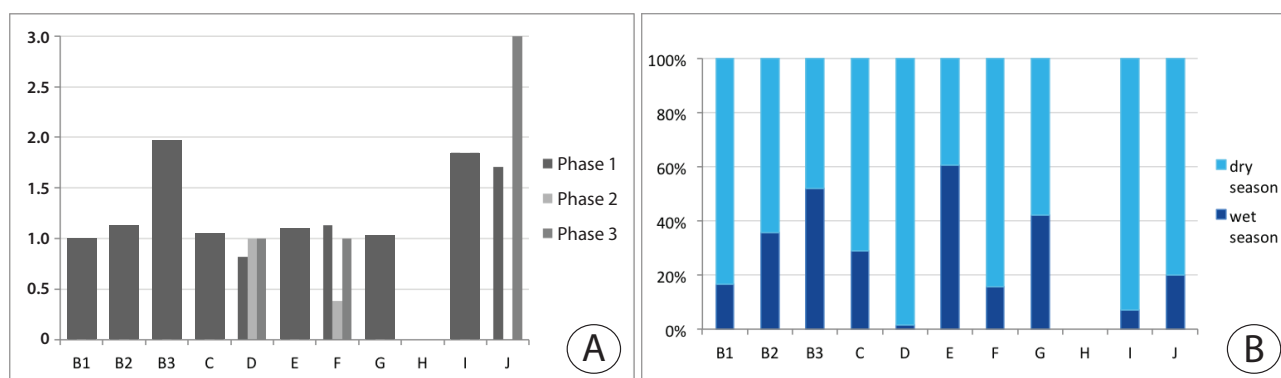 3.0
2.5
2.0
1.5
1.0
0.5
0
B1 B2 B3 C D E F G H I J
Phase 1
Phase 2
Phase 3
A
100%
80%
60%
40%
20%
0%
B1 B2 B3 C D E F G H I J
dry
season
wet
season
B